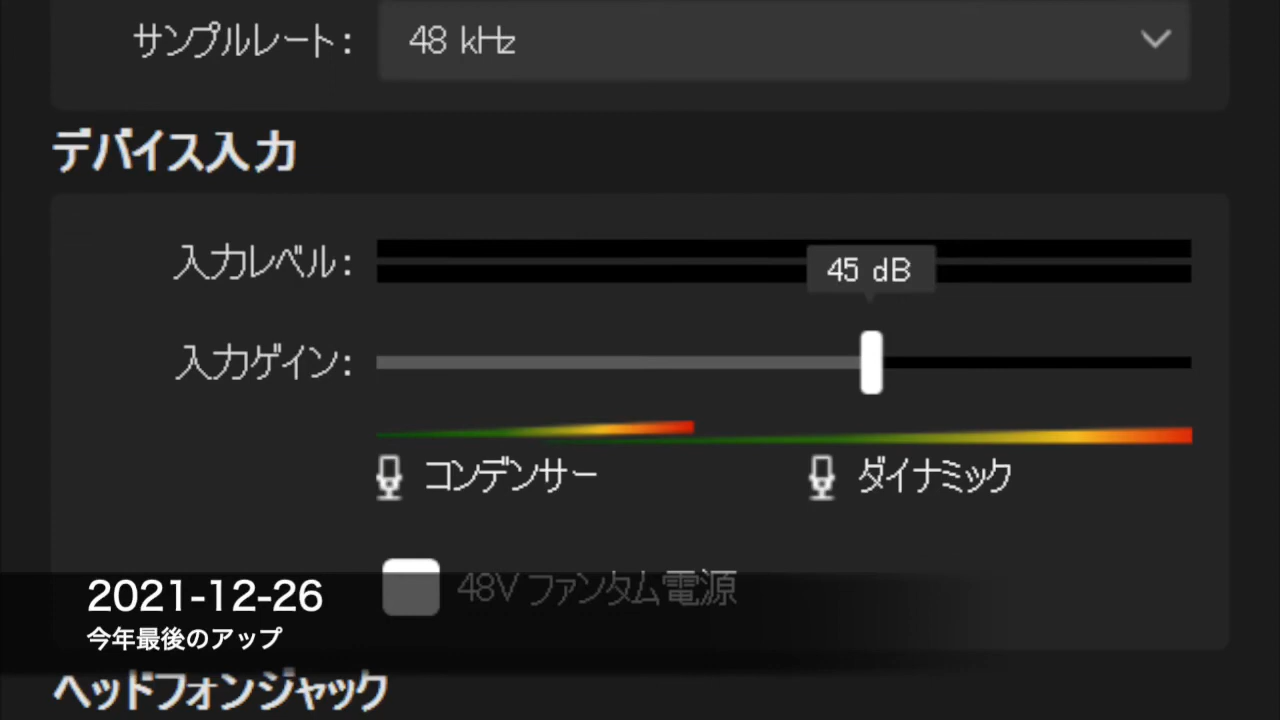 サンプルレート: 48 kHz
デバイス入力
入力レベル:
45 dB
入力ゲイン:
コンデンサー ダイナミック
48V ファンタム電源
2021-12-26
今年最後のアップ
ヘッドフォンジャック